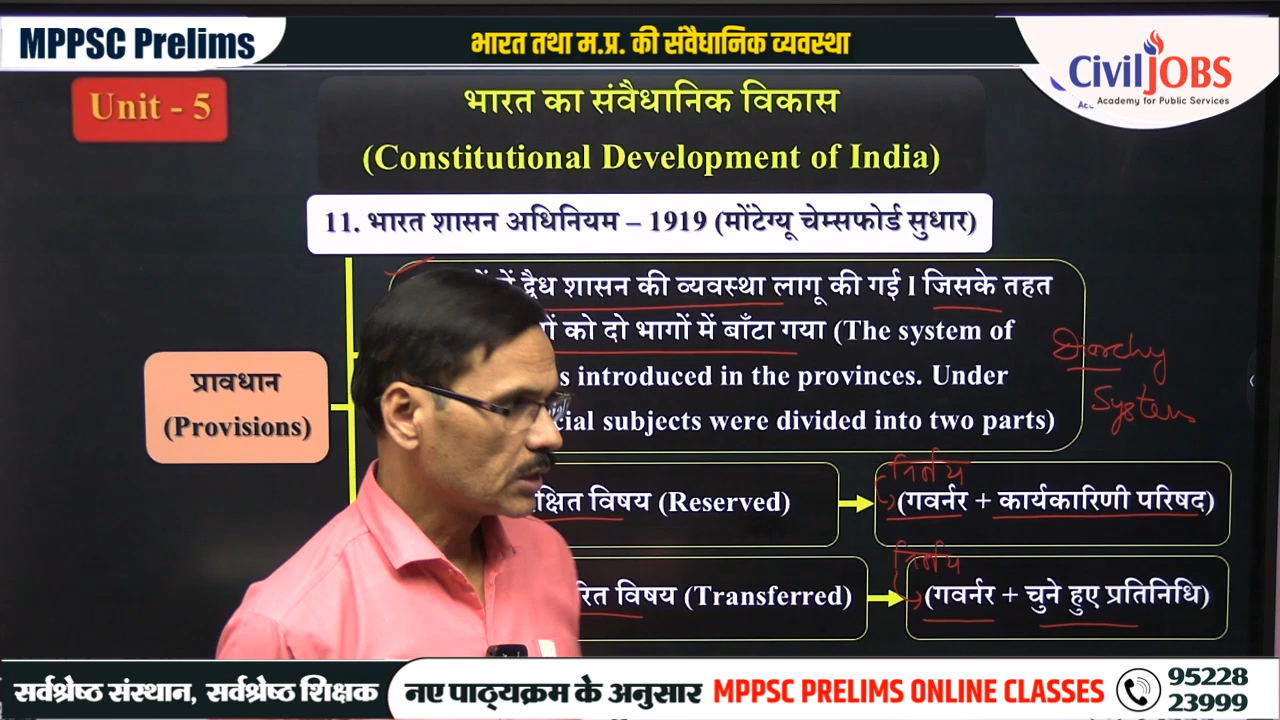 MPPSC Prelims
भारत तथा म.प्र. की संवैधानिक व्यवस्था
CivilJOBS
Academy for Public Services
Unit - 5
भारत का संवैधानिक विकास
(Constitutional Development of India)
11. भारत शासन अधिनियम – 1919 (मोंटेग्यू चेम्सफोर्ड सुधार)
द्वैध शासन की व्यवस्था लागू की गई l जिसके तहत
को दो भागों में बाँटा गया (The system of
introduced in the provinces. Under
subjects were divided into two parts)
System
प्रावधान
(Provisions)
निर्णय
विषय (Reserved)
(गवर्नर + कार्यकारिणी परिषद)
निर्णय
विषय (Transferred)
(गवर्नर + चुने हुए प्रतिनिधि)
सर्वश्रेष्ठ संस्थान, सर्वश्रेष्ठ शिक्षक
नए पाठ्यक्रम के अनुसार MPPSC PRELIMS ONLINE CLASSES
95228
23999